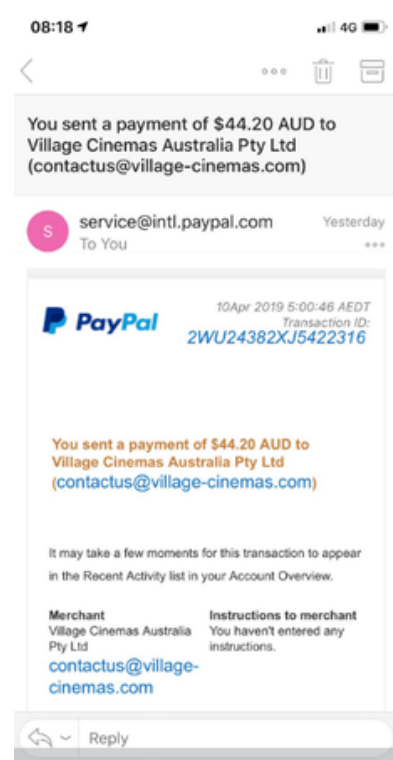 08:18
4G
You sent a payment of $44.20 AUD to
Village Cinemas Australia Pty Ltd
(contactus@village-cinemas.com)
S
service@intl.paypal.com
Yesterday
To You
PayPal
10Apr 2019 5:00:46 AEDT
Transaction ID:
2WU24382XJ5422316
You sent a payment of $44.20 AUD to
Village Cinemas Australia Pty Ltd
(contactus@village-cinemas.com)
It may take a few moments for this transaction to appear
in the Recent Activity list in your Account Overview.
Merchant
Village Cinemas Australia
Pty Ltd
contactus@village-
cinemas.com
Instructions to merchant
You haven't entered any
instructions.
Reply